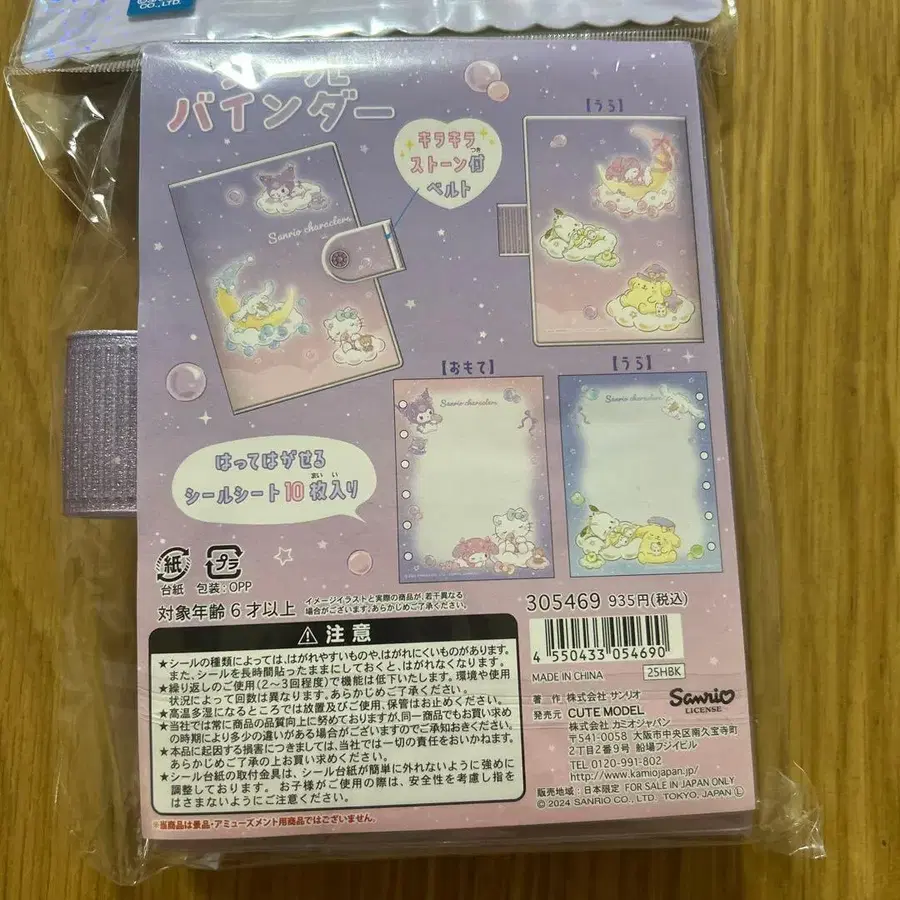 CO., LTD.
バインダー
キラキラ
ストーン付
つき
ベルト
【うら】
Sanrio characters
【おもて】
【うら】
Sanrio characters
Sanrio characters
はってはがせる
シールシート10枚入り
まい い
紙
プラ
台紙 包装:OPP
対象年齢6才以上
イメージイラストと実際の商品が、若干異なる
場合がございます。あらかじめご了承ください。
⚠注意
★シールの種類によっては、はがれやすいものや、はがれにくいものがあります。
また、シールを長時間貼ったままにしておくと、はがれなくなります。
★繰り返しのご使用(2~3回程度)で機能は低下いたします。環境や使用
状況によって回数は異なります。あらかじめご了承ください。
★高温多湿になるところでは放置及びご使用、保管はお止めください。
★当社では常に商品の品質向上に努めておりますが、同一商品でもお買い求め
の時期により多少の違いがある場合がございますのでご承知おきください。
★本品に起因する損害につきましては、当社では一切の責任をおいかねます。
あらかじめご了承の上お買い求めください。
★シール台紙の取付金具は、シール台紙が簡単に外れないように強めに
調整しております。お子様がご使用の際は、安全性を考慮し指を
はさまないようにご注意ください。
※当商品は景品・アミューズメント用商品ではございません。
305469 935円(税込)
4 550433 054690
MADE IN CHINA 25HBK
著 作 株式会社 サンリオ
発売元 CUTE MODEL
株式会社 カミオジャパン
〒541-0058 大阪市中央区南久宝寺町
2丁目2番9号 船場フジイビル
TEL 0120-991-802
http://www.kamiojapan.jp/
Sanrio
LICENSE
販売地域:日本限定 FOR SALE IN JAPAN ONLY
© 2024 SANRIO CO., LTD. TOKYO, JAPAN Ⓛ